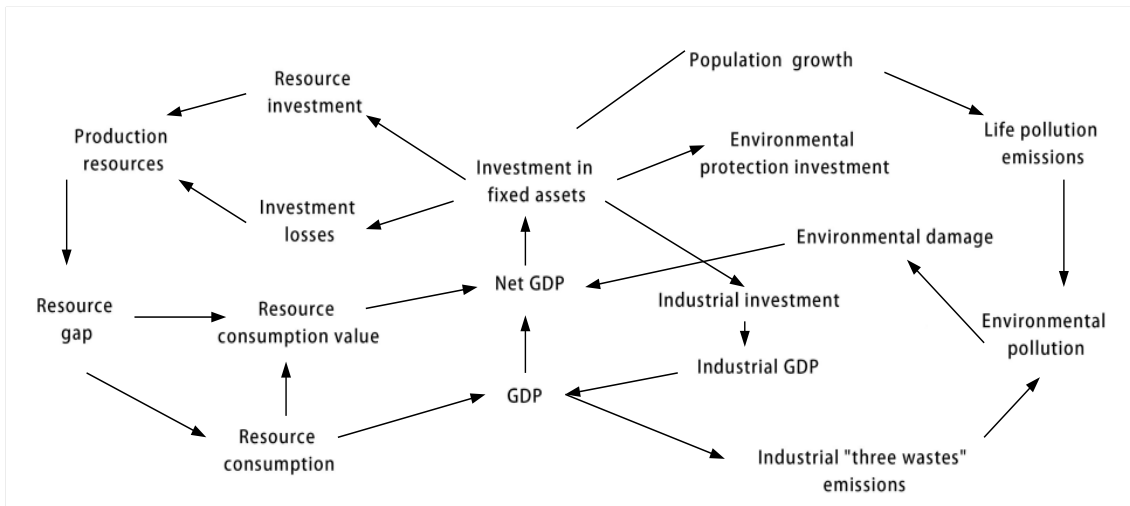 Population growth
Resource
investment
Production
resources
Life pollution
emissions
Environmental
protection investment
Investment in
fixed assets
Investment
losses
Environmental damage
Net GDP
Industrial investment
Resource
gap
Resource
consumption value
Environmental
pollution
Industrial GDP
GDP
Resource
consumption
Industrial "three wastes"
emissions